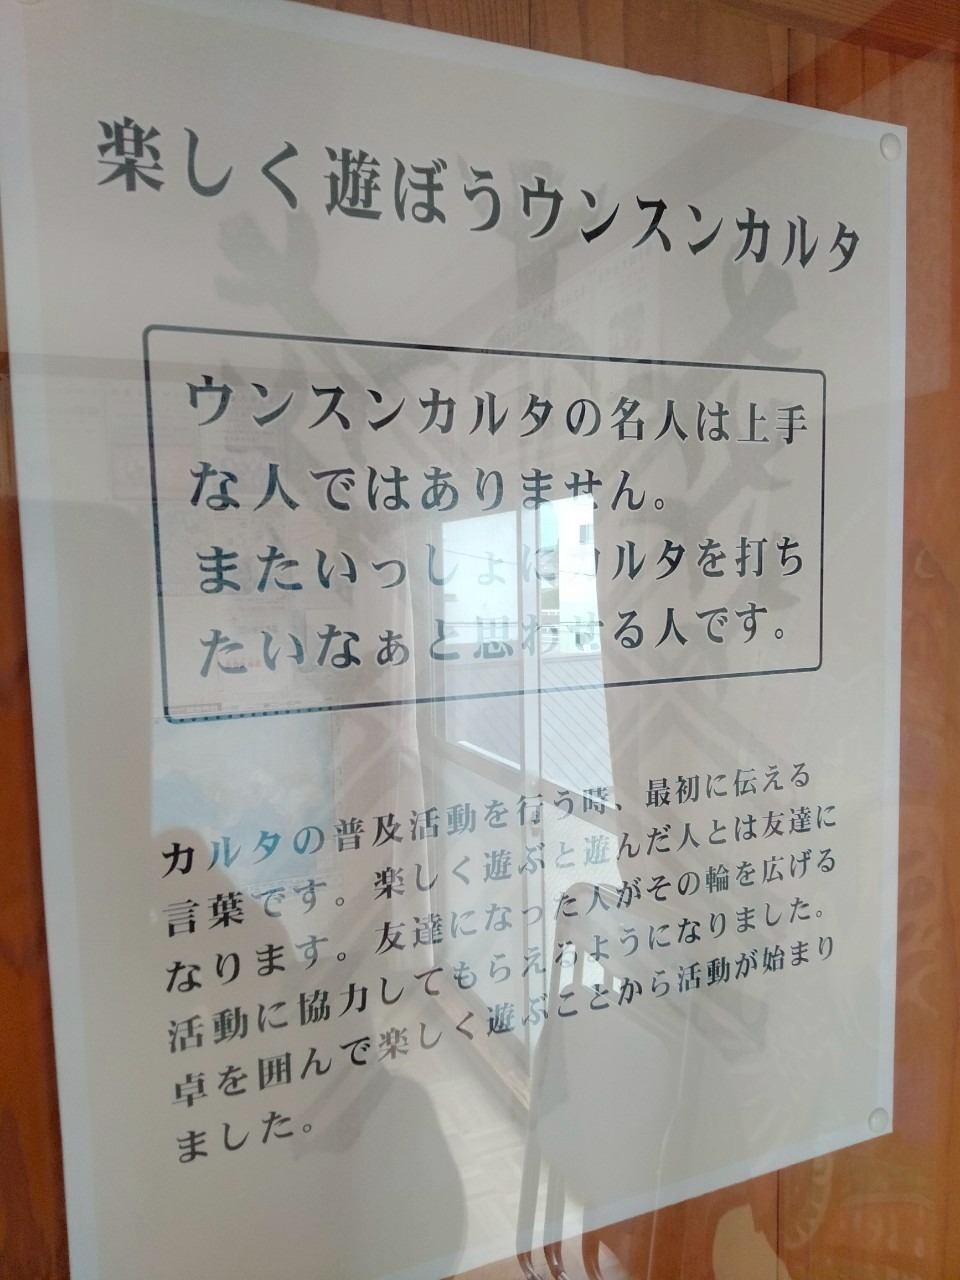 楽しく遊ぼうウンスンカルタ
ウンスンカルタの名人は上手
な人ではありません。
またいっしょにカルタを打ち
たいなぁと思わせる人です。
カルタの普及活動を行う時、最初に伝える
言葉です。楽しく遊ぶと遊んだ人とは友達に
なります。友達になった人がその輪を広げる
活動に協力してもらえるようになりました。
卓を囲んで楽しく遊ぶことから活動が始まり
ました。